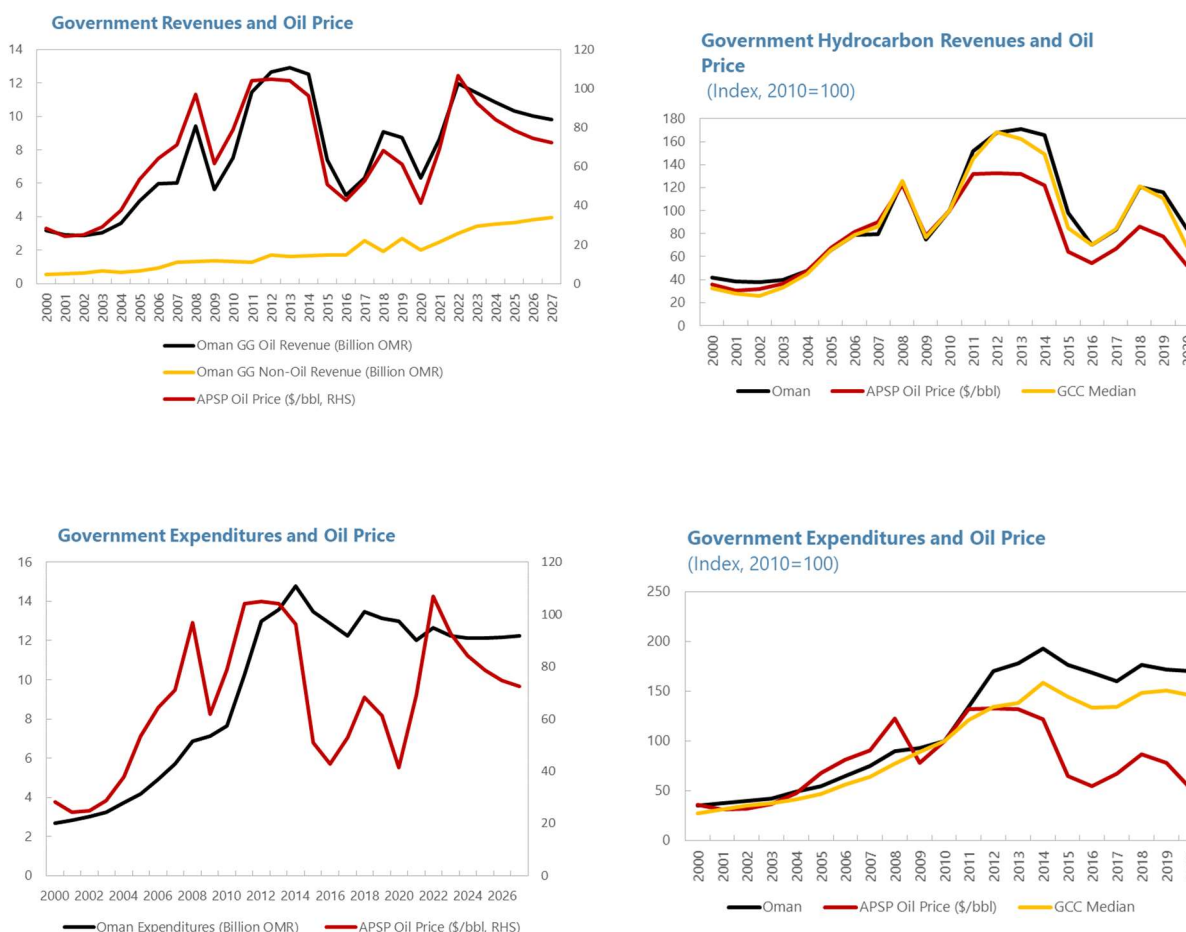 Government Revenues and Oil Price
14
12
10
8
6
4
2
0
120
100
80
60
40
20
0
2000 2001 2002 2003 2004 2005 2006 2007 2008 2009 2010 2011 2012 2013 2014 2015 2016 2017 2018 2019 2020 2021 2022 2023 2024 2025 2026 2027
Oman GG Oil Revenue (Billion OMR)
Oman GG Non-Oil Revenue (Billion OMR)
APSP Oil Price ($/bbl, RHS)
Government Hydrocarbon Revenues and Oil
Price
(Index, 2010=100)
180
160
140
120
100
80
60
40
20
0
2000 2001 2002 2003 2004 2005 2006 2007 2008 2009 2010 2011 2012 2013 2014 2015 2016 2017 2018 2019 2020
Oman APSP Oil Price ($/bbl) GCC Median
Government Expenditures and Oil Price
16
14
12
10
8
6
4
2
0
120
100
80
60
40
20
0
2000 2002 2004 2006 2008 2010 2012 2014 2016 2018 2020 2022 2024 2026
Oman Expenditures (Billion OMR) APSP Oil Price ($/bbl, RHS)
Government Expenditures and Oil Price
(Index, 2010=100)
250
200
150
100
50
0
2000 2001 2002 2003 2004 2005 2006 2007 2008 2009 2010 2011 2012 2013 2014 2015 2016 2017 2018 2019
Oman APSP Oil Price ($/bbl) GCC Median